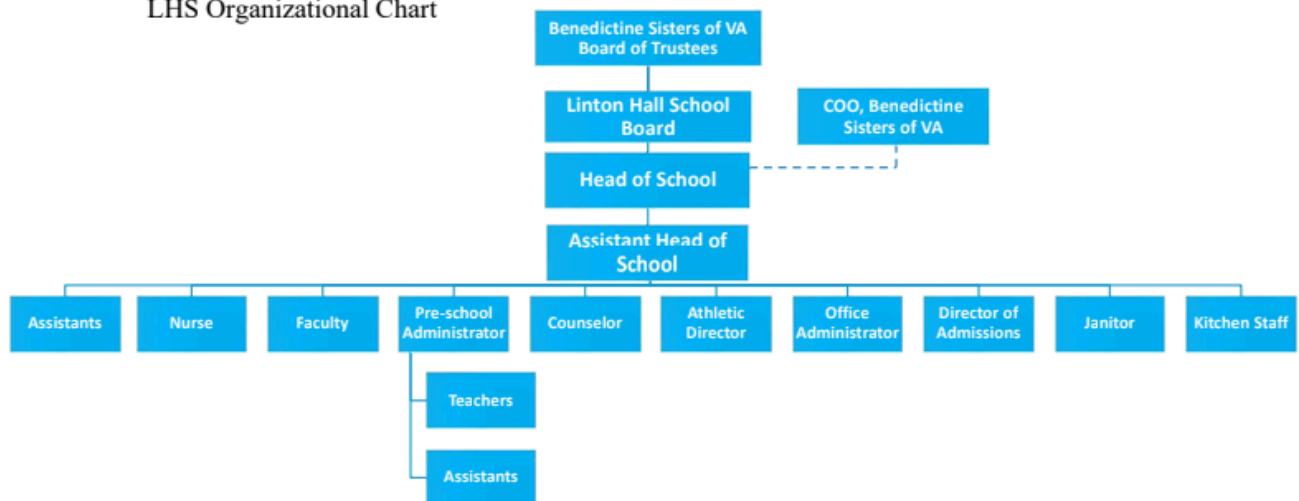 LHS Organizational Chart
Benedictine Sisters of VA
Board of Trustees
Linton Hall School
Board
COO, Benedictine
Sisters of VA
Head of School
Assistant Head of
School
Assistants
Nurse
Faculty
Pre-school
Administrator
Counselor
Athletic
Director
Office
Administrator
Director of
Admissions
Janitor
Kitchen Staff
Teachers
Assistants